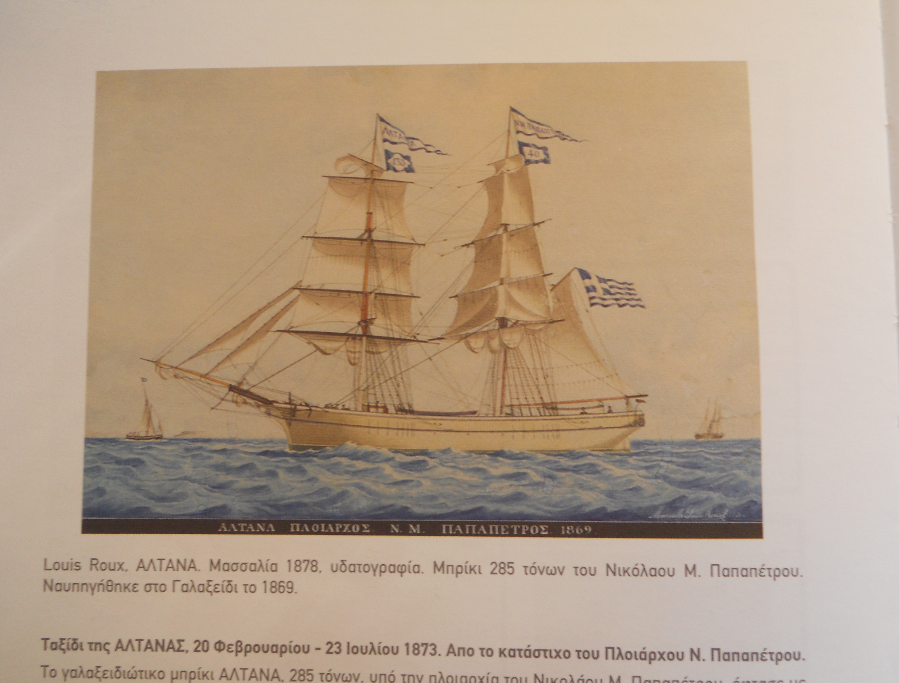 ΑΛΤΑΝΑ
ΑΛΤΑΝΑ ΠΛΟΙΑΡΧΟΣ Ν. Μ. ΠΑΠΑΠΕΤΡΟΣ 1869
Louis Roux, ΑΛΤΑΝΑ. Μασσαλία 1878, υδατογραφία. Μπρίκι 285 τόνων του Νικόλαου Μ. Παπαπέτρου.
Ναυπηγήθηκε στο Γαλαξείδι το 1869.
Ταξίδι της ΑΛΤΑΝΑΣ, 20 Φεβρουαρίου - 23 Ιουλίου 1873. Απο το κατάστιχο του Πλοιάρχου Ν. Παπαπέτρου.
Το γαλαξειδιώτικο μπρίκι ΑΛΤΑΝΑ, 285 τόνων, υπό την πλοιαρχία του Νικολάου Μ. Παπαπέτρου,